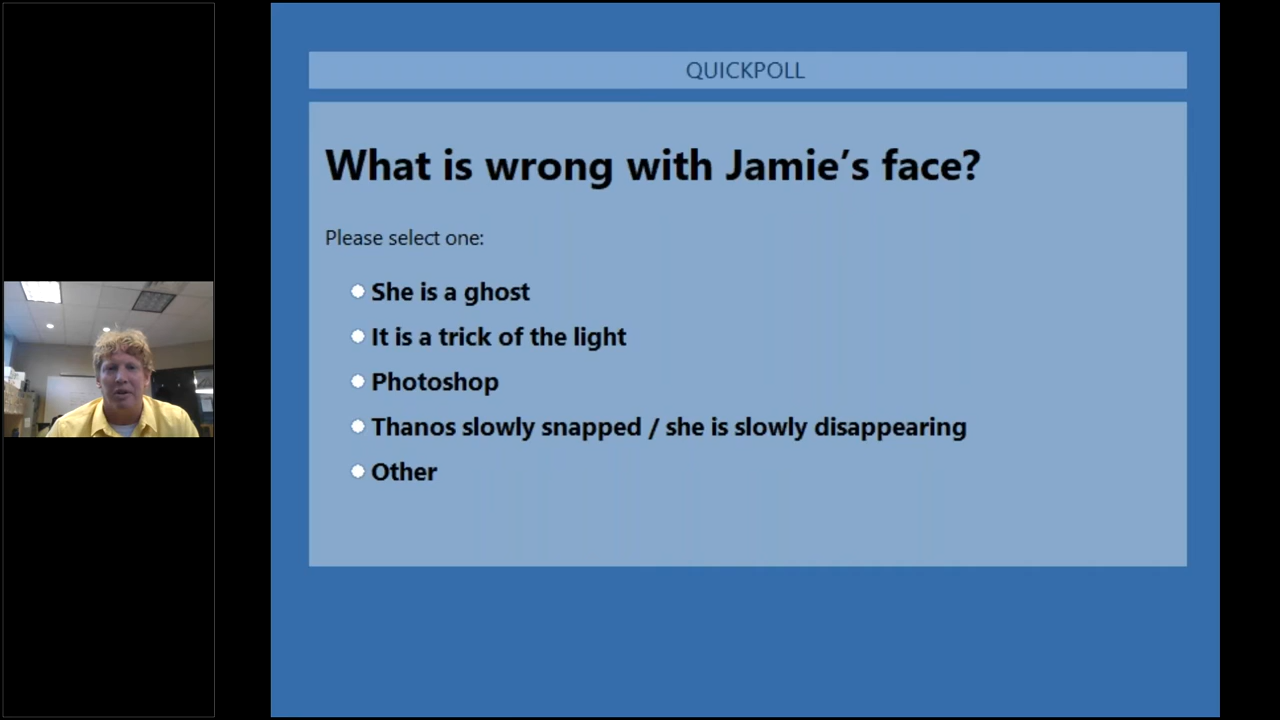 QUICKPOLL
What is wrong with Jamie’s face?
Please select one:
She is a ghost
It is a trick of the light
Photoshop
Thanos slowly snapped / she is slowly disappearing
Other